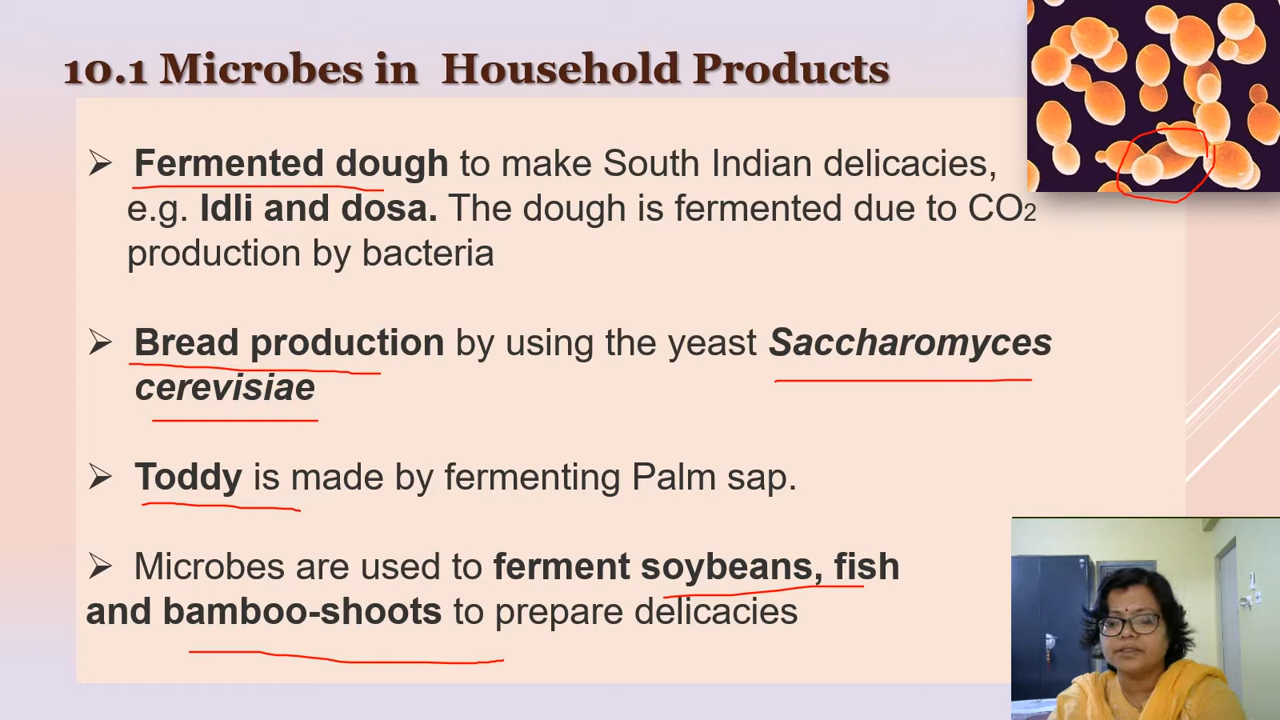 10.1 Microbes in Household Products
➢ Fermented dough to make South Indian delicacies,
e.g. Idli and dosa. The dough is fermented due to CO2
production by bacteria
➢ Bread production by using the yeast Saccharomyces
cerevisiae
➢ Toddy is made by fermenting Palm sap.
➢ Microbes are used to ferment soybeans, fish
and bamboo-shoots to prepare delicacies